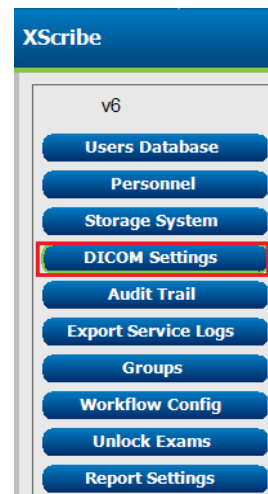 XScribe
v6
Users Database
Personnel
Storage System
DICOM Settings
Audit Trail
Export Service Logs
Groups
Workflow Config
Unlock Exams
Report Settings